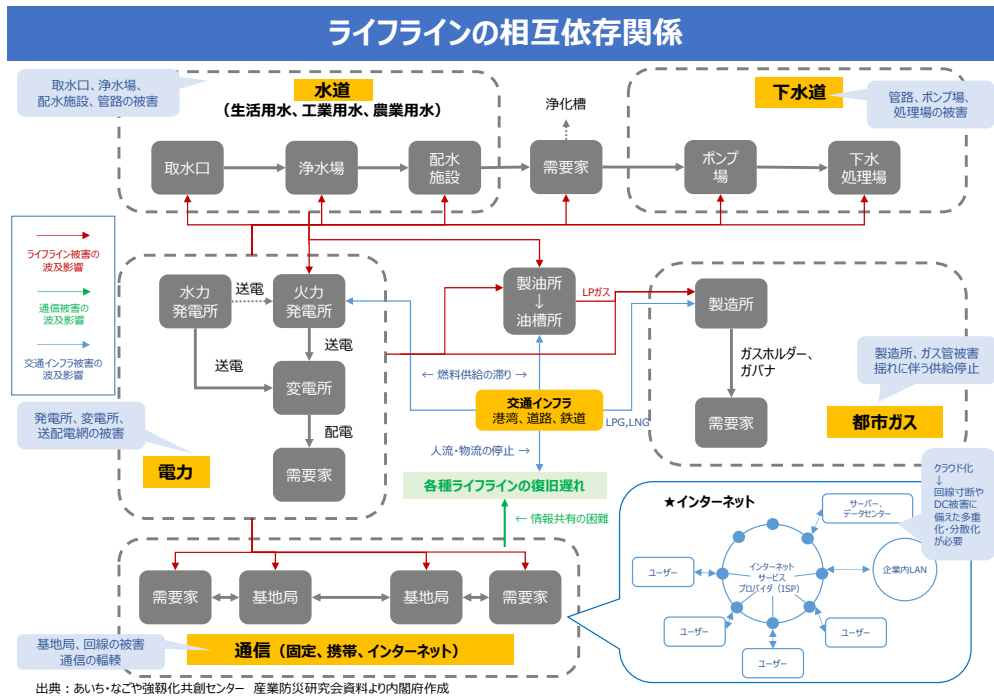 ライフラインの相互依存関係
取水口、浄水場、
配水施設、管路の被害
水道
(生活用水、工業用水、農業用水)
浄化槽
下水道
管路、ポンプ場、
処理場の被害
取水口
浄水場
配水
施設
需要家
ポンプ
場
下水
処理場
ライフライン被害の
波及影響
通信被害の
波及影響
交通インフラ被害の
波及影響
水力
発電所
送電
火力
発電所
送電
送電
変電所
配電
需要家
発電所、変電所、
送配電網の被害
電力
製油所
↓
油槽所
LPガス
← 燃料供給の滞り →
交通インフラ
港湾、道路、鉄道
LPG,LNG
人流・物流の停止 →
各種ライフラインの復旧遅れ
← 情報共有の困難
製造所
ガスホルダー、
ガバナ
需要家
製造所、ガス管被害
揺れに伴う供給停止
都市ガス
需要家
基地局
基地局
需要家
基地局、回線の被害
通信の輻輳
通信(固定、携帯、インターネット)
★インターネット
サーバー、
データセンター
クラウド化
↓
回線寸断や
DC被害に
備えた多重
化・分散化
が必要
ユーザー
インターネット
サービス
プロバイダ(ISP)
企業内LAN
ユーザー
ユーザー
ユーザー
出典:あいち・なごや強靱化共創センター 産業防災研究会資料より内閣府作成